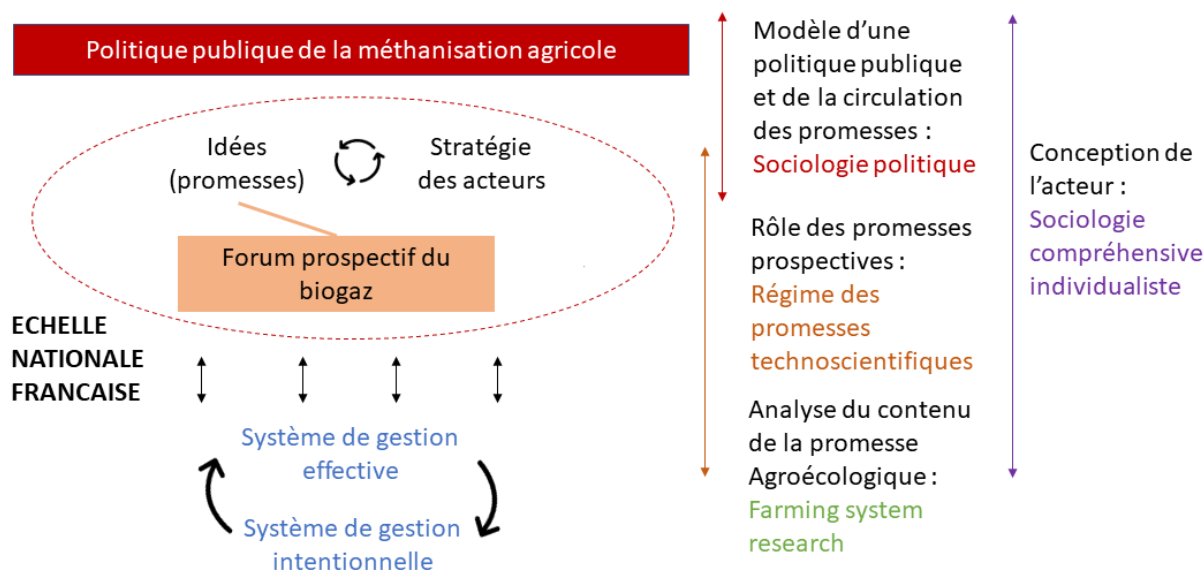 Politique publique de la méthanisation agricole
Idées
(promesses)
Stratégie
des acteurs
Forum prospectif du
biogaz
ECHELLE
NATIONALE
FRANCAISE
Système de gestion
effective
Système de gestion
intentionnelle
Modèle d’une
politique publique
et de la circulation
des promesses :
Sociologie politique
Rôle des promesses
prospectives :
Régime des
promesses
technoscientifiques
Analyse du contenu
de la promesse
Agroécologique :
Farming system
research
Conception de
l’acteur :
Sociologie
compréhensive
individualiste